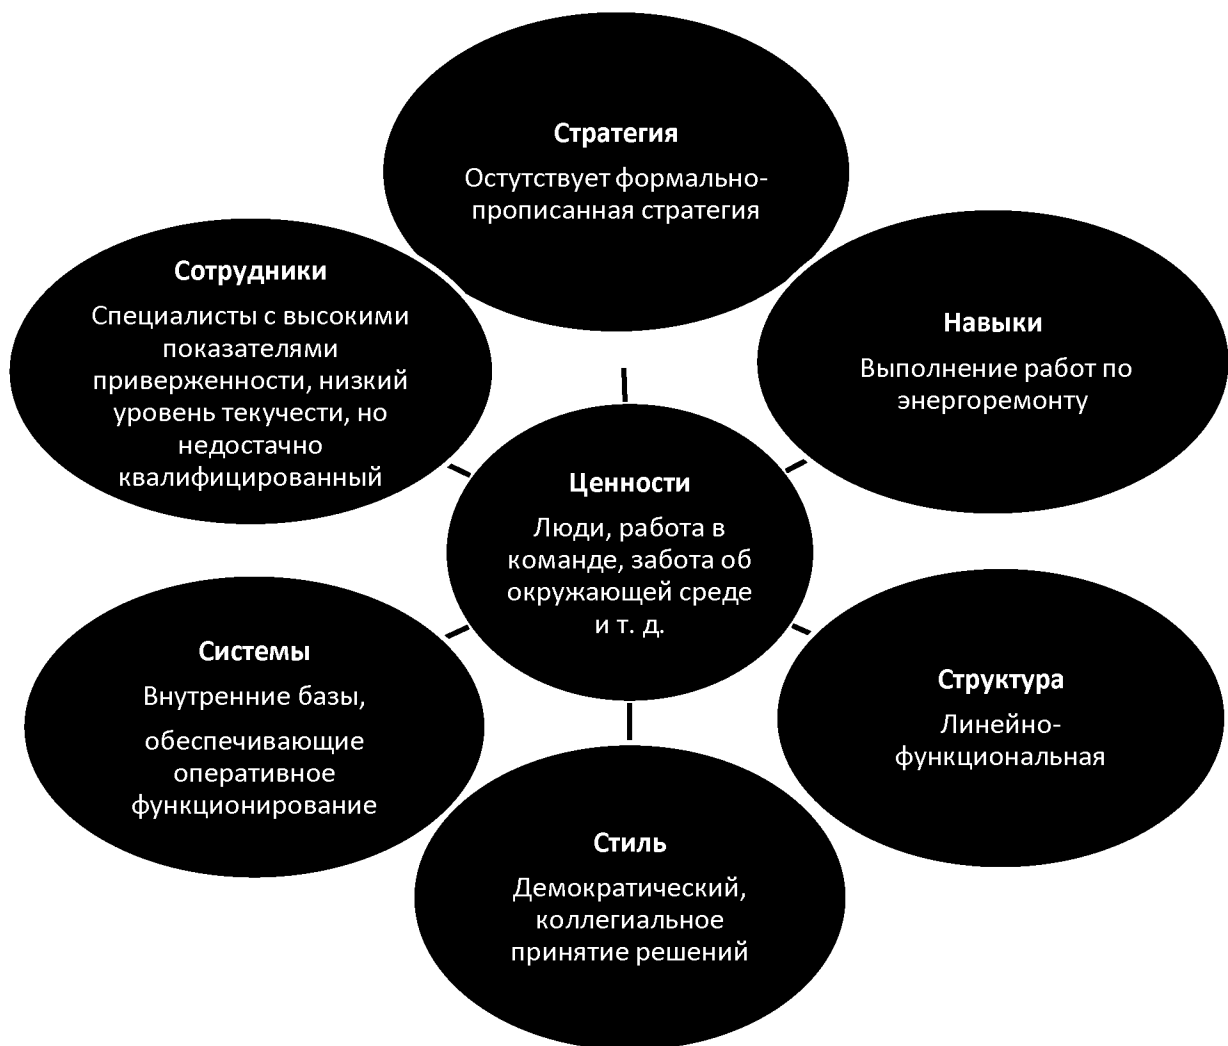 Стратегия
Остутствует формально-
прописанная стратегия
Сотрудники
Специалисты с высокими
показателями
приверженности, низкий
уровень текучести, но
недостачно
квалифицированный
Навыки
Выполнение работ по
энергоремонту
Ценности
Люди, работа в
команде, забота об
окружающей среде
и т. д.
Системы
Внутренние базы,
обеспечивающие
оперативное
функционирование
Структура
Линейно-
функциональная
Стиль
Демократический,
коллегиальное
принятие решений